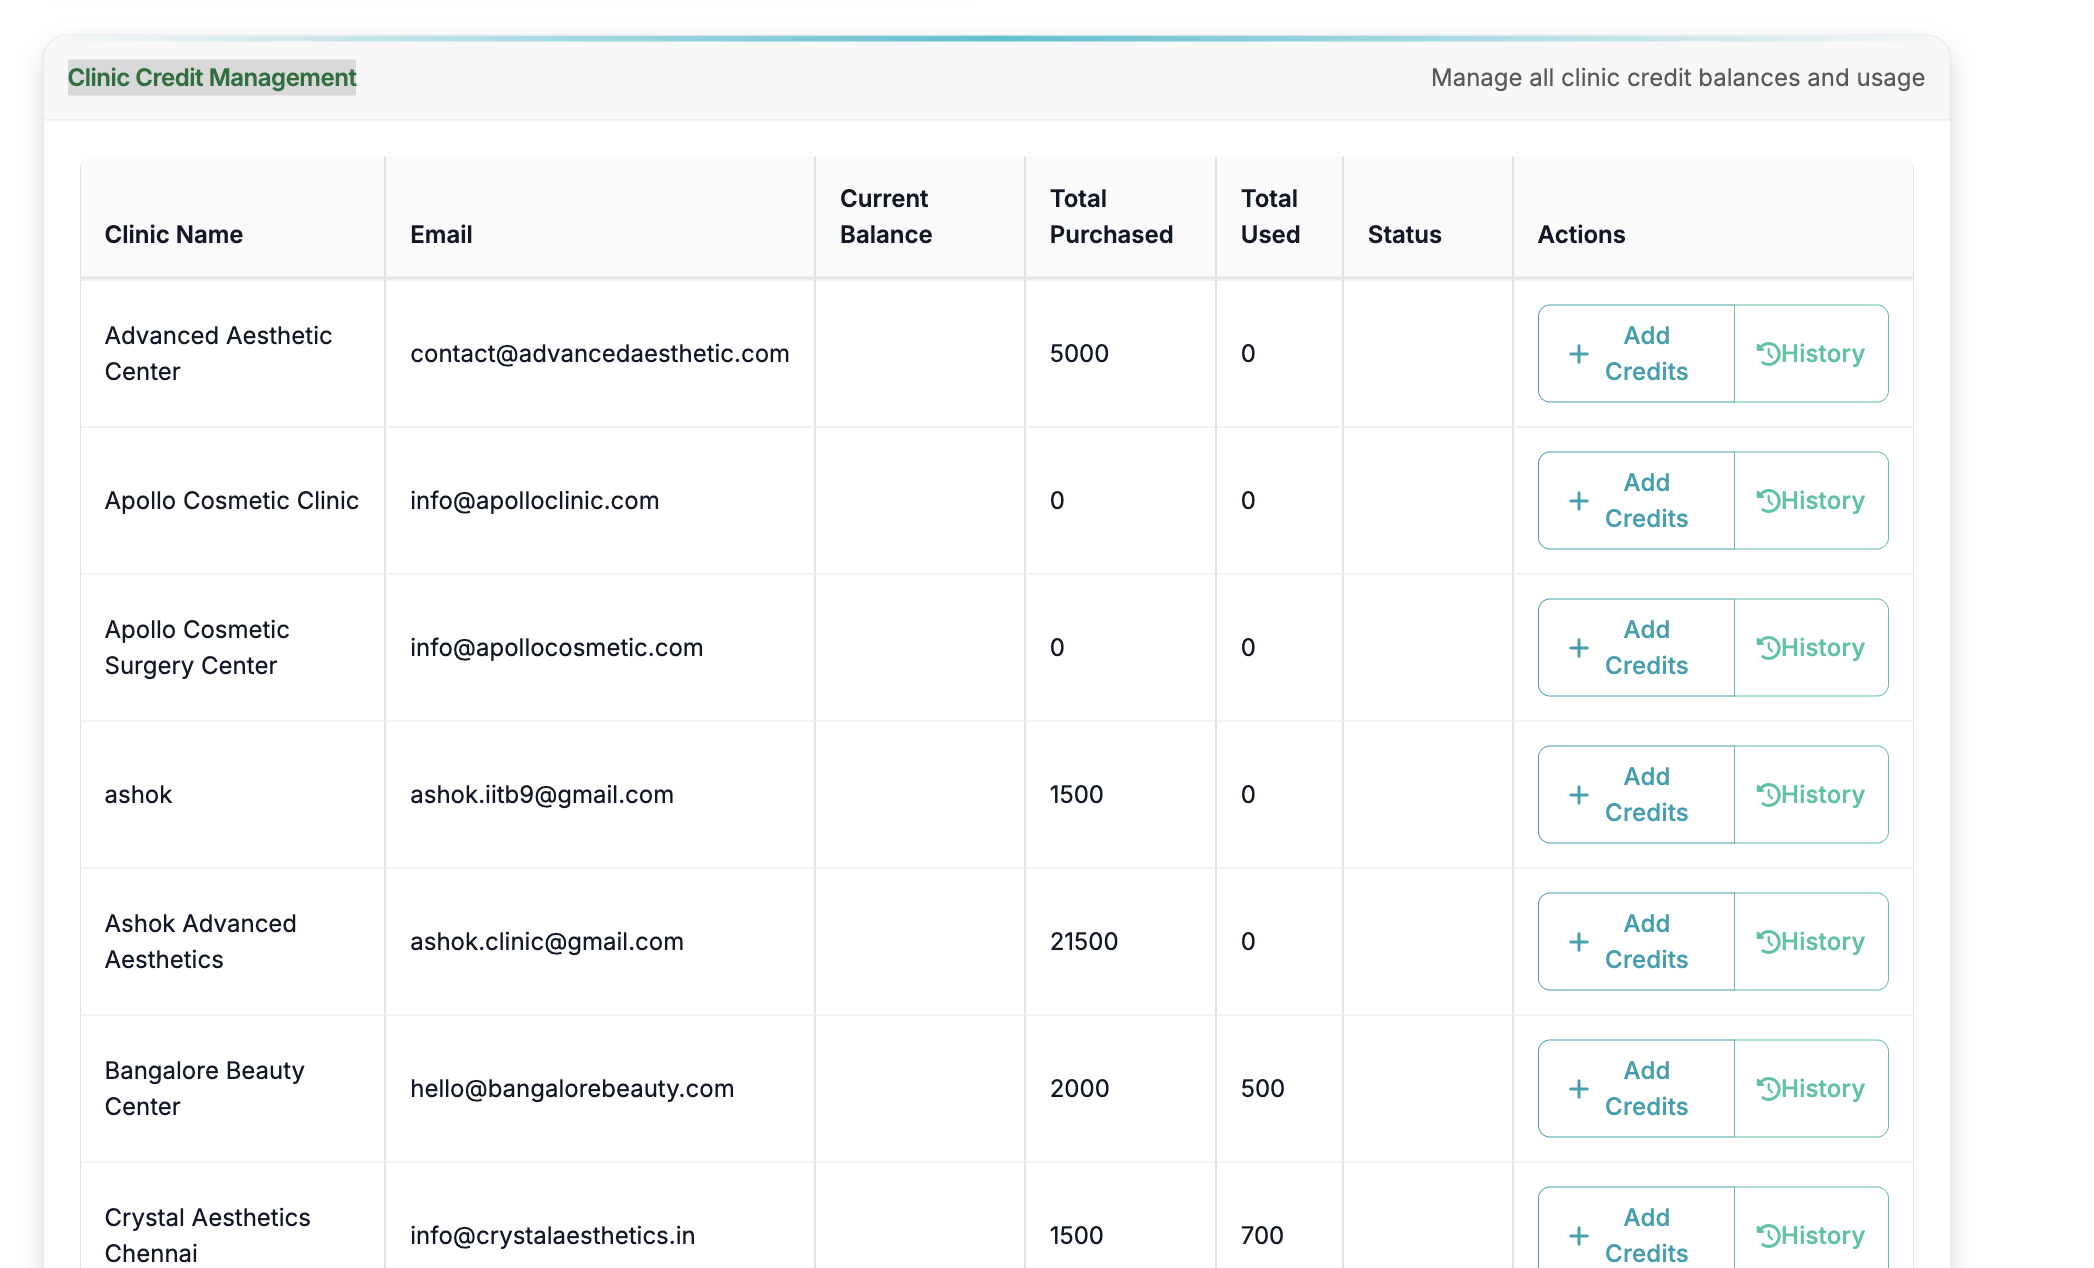 Clinic Credit Management
Manage all clinic credit balances and usage
Clinic Name
Email
Current
Balance
Total
Purchased
Total
Used
Status
Actions
Advanced Aesthetic
Center
contact@advancedaesthetic.com
5000
0
Add
Credits
History
Apollo Cosmetic Clinic
info@apolloclinic.com
0
0
Add
Credits
History
Apollo Cosmetic
Surgery Center
info@apollocosmetic.com
0
0
Add
Credits
History
ashok
ashok.iitb9@gmail.com
1500
0
Add
Credits
History
Ashok Advanced
Aesthetics
ashok.clinic@gmail.com
21500
0
Add
Credits
History
Bangalore Beauty
Center
hello@bangalorebeauty.com
2000
500
Add
Credits
History
Crystal Aesthetics
Chennai
info@crystalaesthetics.in
1500
700
Add
Credits
History